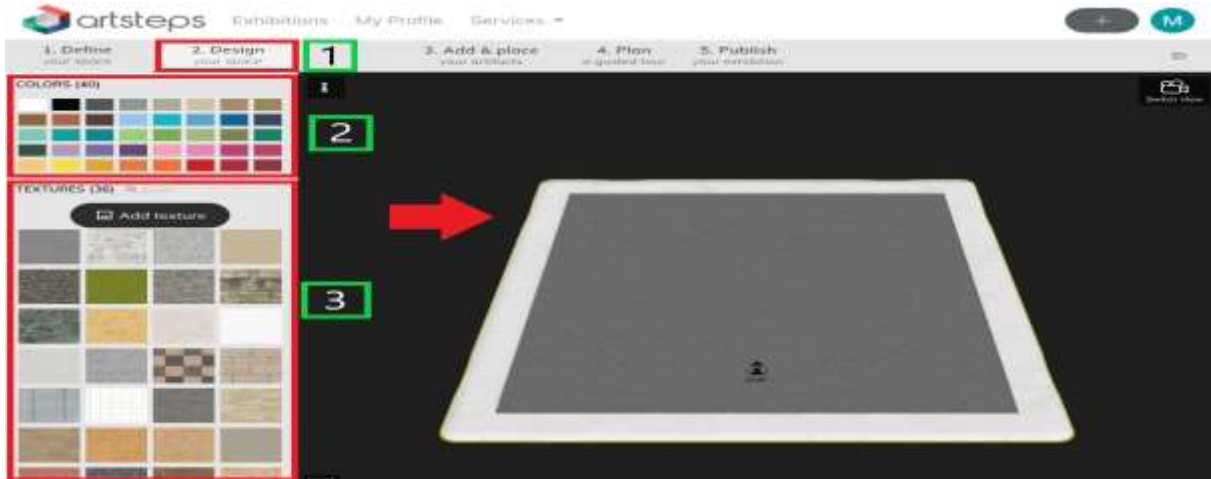 artsteps Exhibitions My Profile Services + M
1. Define 2. Design 1 3. Add & place 4. Plan 5. Publish
your space your space your artifacts a guided tour your exhibition
COLORS (40)
Switch View
2
TEXTURES (36)
Add texture
3